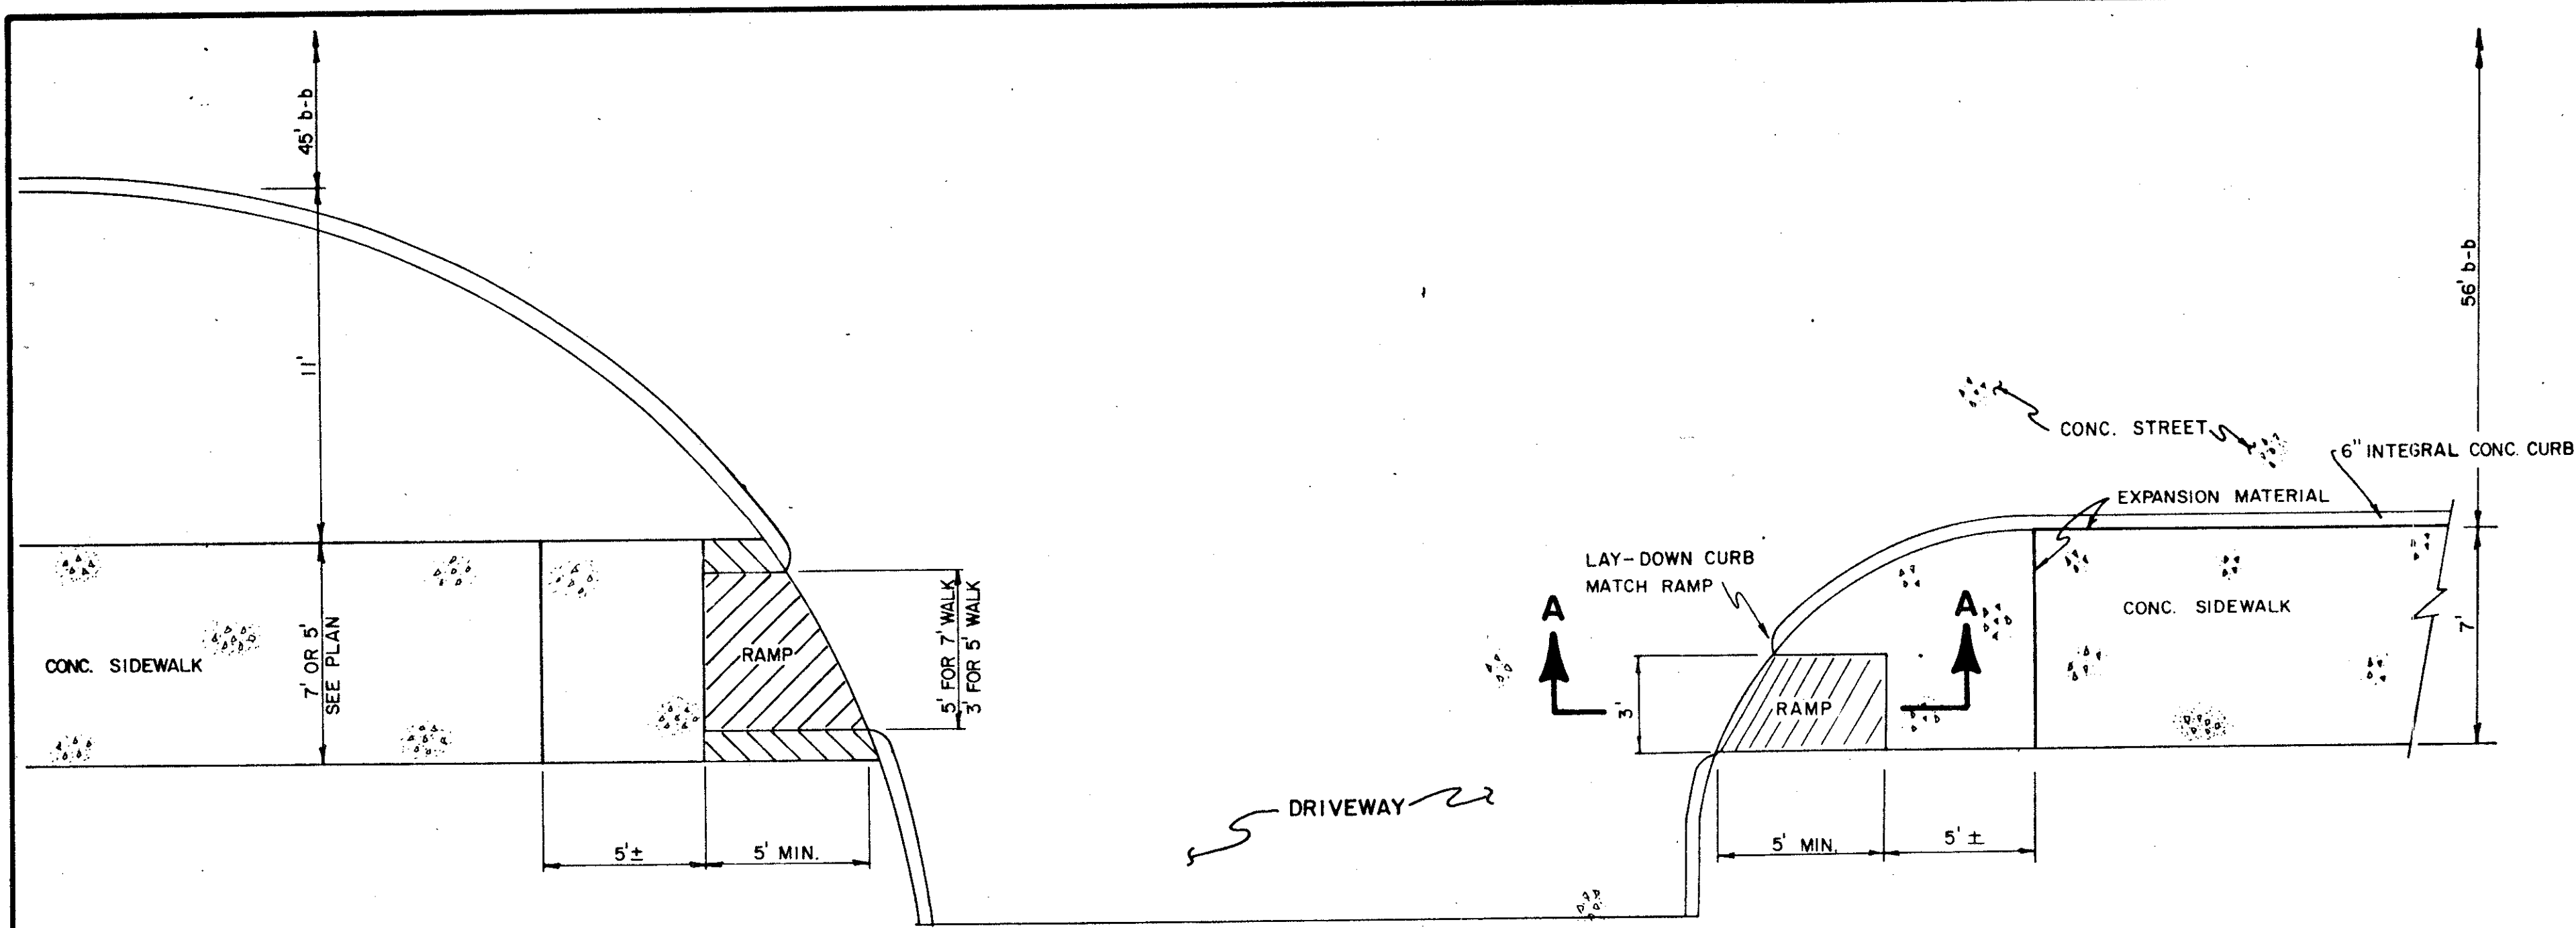 45' b-b
11'
7' OR 5'
SEE PLAN
CONC. SIDEWALK
RAMP
5' FOR 7' WALK
3' FOR 5' WALK
5'±
5' MIN.
DRIVEWAY
56' b-b
CONC. STREET
6" INTEGRAL CONC. CURB
EXPANSION MATERIAL
LAY-DOWN CURB
MATCH RAMP
A
A
CONC. SIDEWALK
7'
3'
RAMP
5' MIN.
5' ±